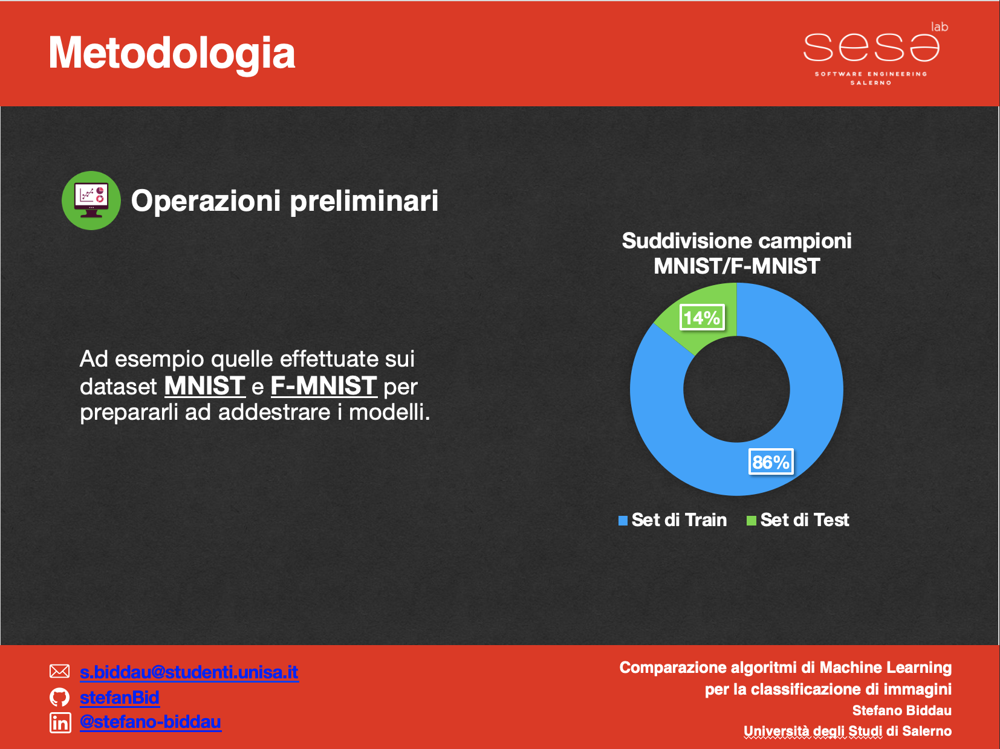 Metodologia
lab
sesa
SOFTWARE ENGINEERING
SALERNO
Operazioni preliminari
Ad esempio quelle effettuate sui
dataset MNIST e F-MNIST per
prepararli ad addestrare i modelli.
Suddivisione campioni
MNIST/F-MNIST
14%
86%
Set di Train
Set di Test
s.biddau@studenti.unisa.it
stefanBid
in
@stefano-biddau
Comparazione algoritmi di Machine Learning
per la classificazione di immagini
Stefano Biddau
Università degli Studi di Salerno